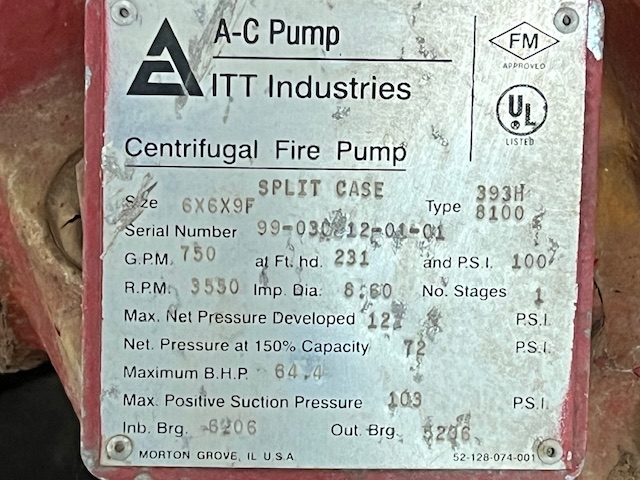 A-C Pump
ITT Industries
FM
APPROVED
UL
LISTED
Centrifugal Fire Pump
SPLIT CASE
Size 6X6X9F Type 393H 8100
Serial Number 12-01-01
G.P.M. 750 at Ft. hd. 231 and P.S.I. 100
R.P.M. 3550 Imp. Dia. 8.60 No. Stages 1
Max. Net Pressure Developed P.S.I.
Net. Pressure at 150% Capacity 72 P.S.I.
Maximum B.H.P. 64.4
Max. Positive Suction Pressure 103 P.S.I.
Inb. Brg. 6206 Out. Brg.
MORTON GROVE, IL U.S.A. 52-128-074-001